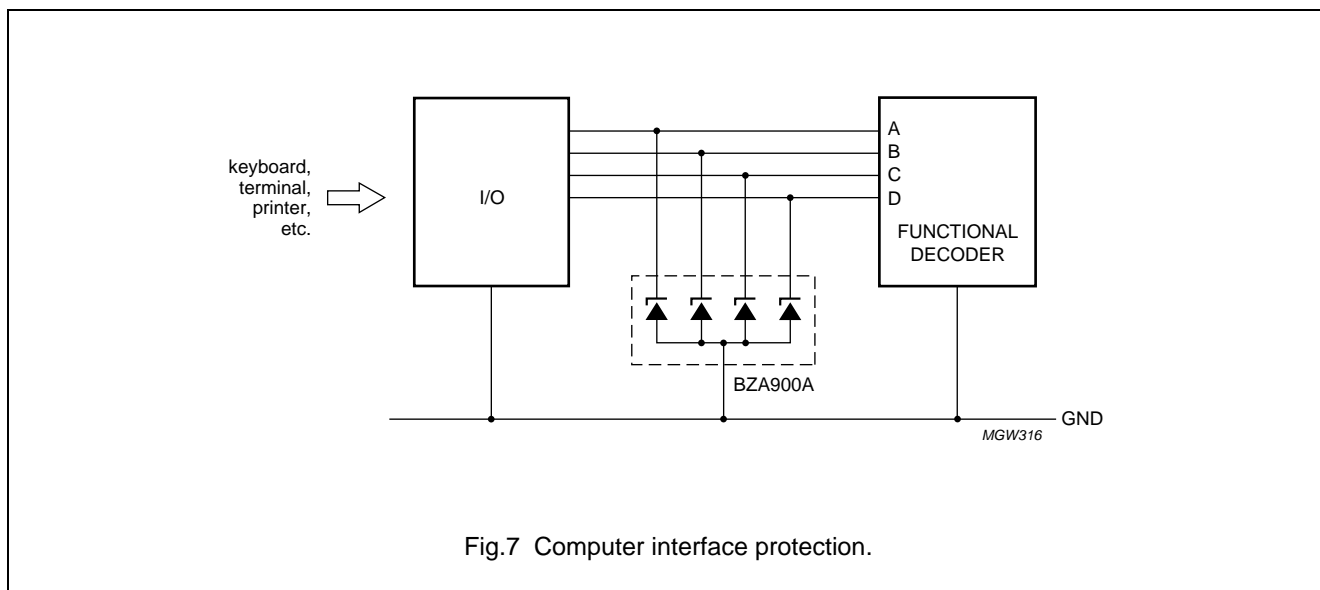 keyboard,
terminal,
printer,
etc.
I/O
A
B
C
D
FUNCTIONAL
DECODER
BZA900A
GND
MGW316
Fig.7 Computer interface protection.